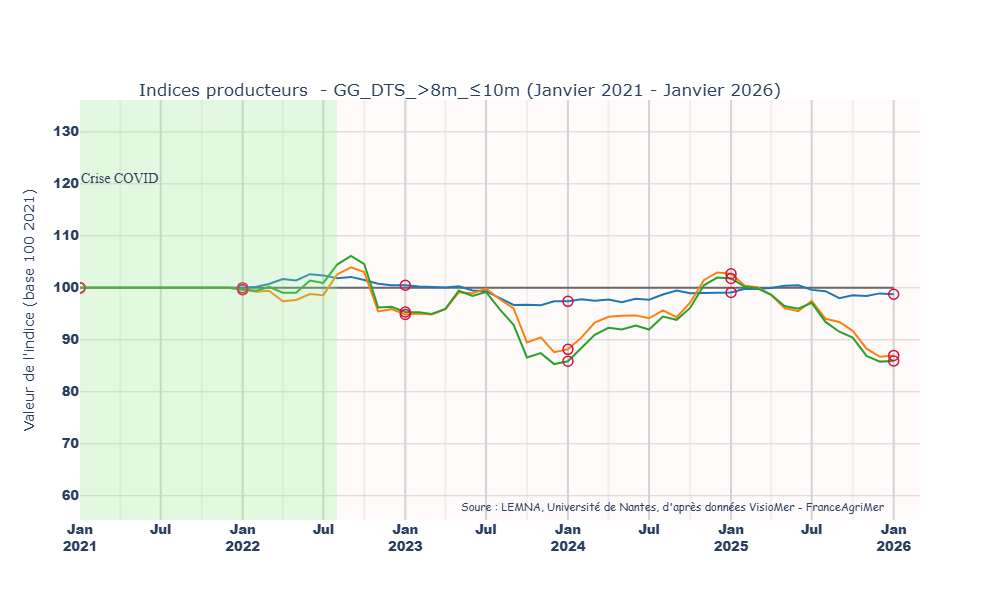 Indices producteurs  - GG_DTS_>8m_≤10m (Janvier 2021 - Janvier 2026)
Valeur de l'indice (base 100 2021)
130
120
110
100
90
80
70
60
Crise COVID
Soure : LEMNA, Université de Nantes, d'après données VisioMer - FranceAgriMer
Jan Jul Jan Jul Jan Jul Jan Jul Jan Jul Jan
2021 2022 2023 2024 2025 2026